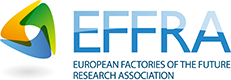 EFFRA
EUROPEAN FACTORIES OF THE FUTURE
RESEARCH ASSOCIATION